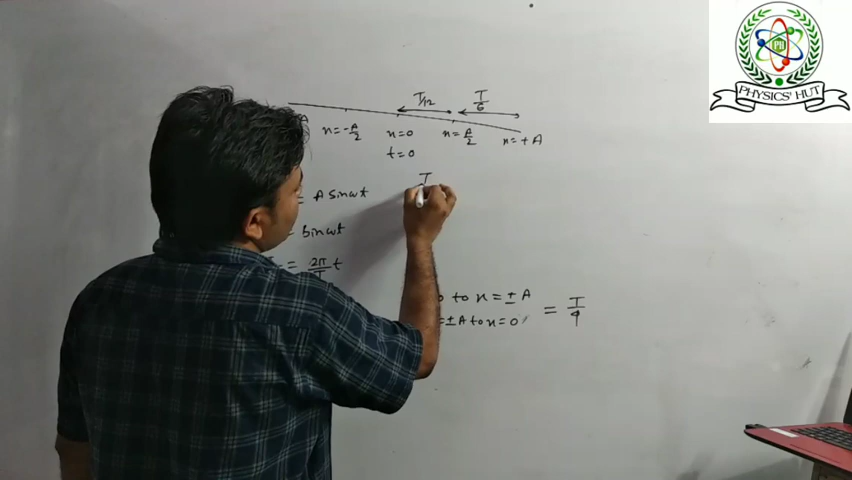 PH
PHYSICS' HUT
T/12
T/6
A
x=-A/2
x=0
x=A/2
x=+A
t=0
= A sinωt
T
sinωt
= 2π/T t
to x = ±A
= ±A to x=0
= T/4